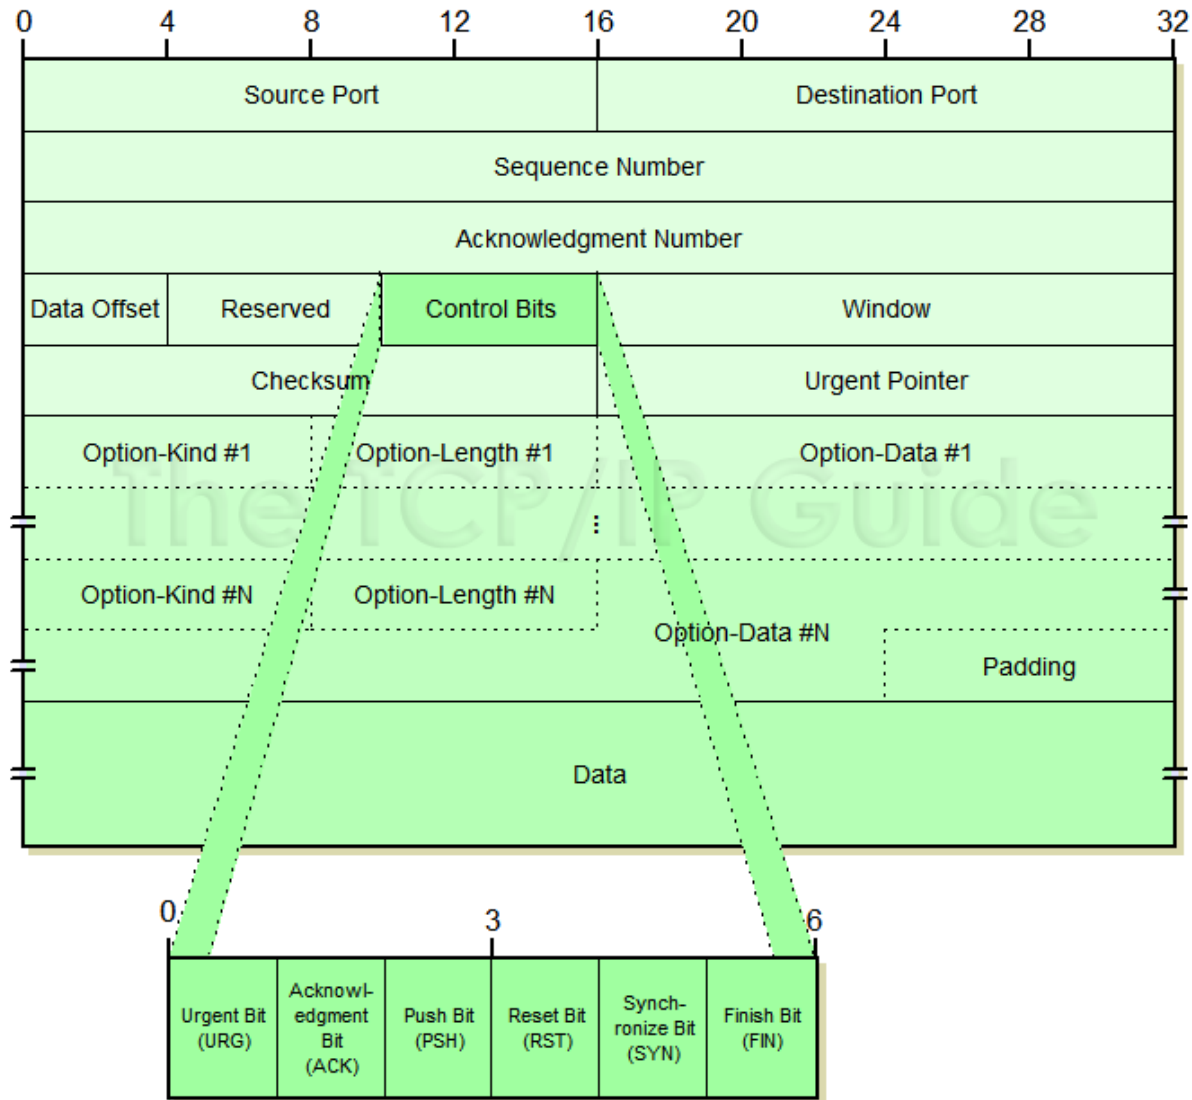 0 4 8 12 16 20 24 28 32
Source Port Destination Port
Sequence Number
Acknowledgment Number
Data Offset Reserved Control Bits Window
Checksum Urgent Pointer
Option-Kind #1 Option-Length #1 Option-Data #1
The TCP/IP Guide
Option-Kind #N Option-Length #N
Option-Data #N
Padding
Data
0 3 6
Urgent Bit
(URG)
Acknowl-
edgment
Bit
(ACK)
Push Bit
(PSH)
Reset Bit
(RST)
Synch-
ronize Bit
(SYN)
Finish Bit
(FIN)